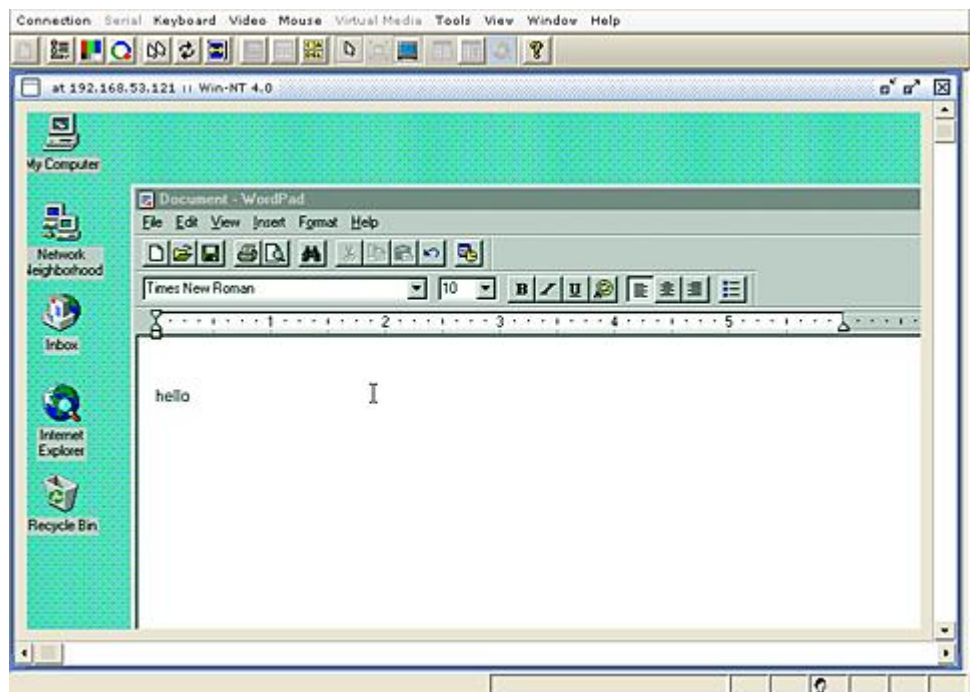 Connection Serial Keyboard Video Mouse Virtual Media Tools View Window Help
at 192.168.53.121 :: Win-NT 4.0
My Computer
Document - WordPad
File Edit View Insert Format Help
Network
Neighborhood
Times New Roman 10
B I U
1 2 3 4 5
Inbox
hello
Internet
Explorer
Recycle Bin